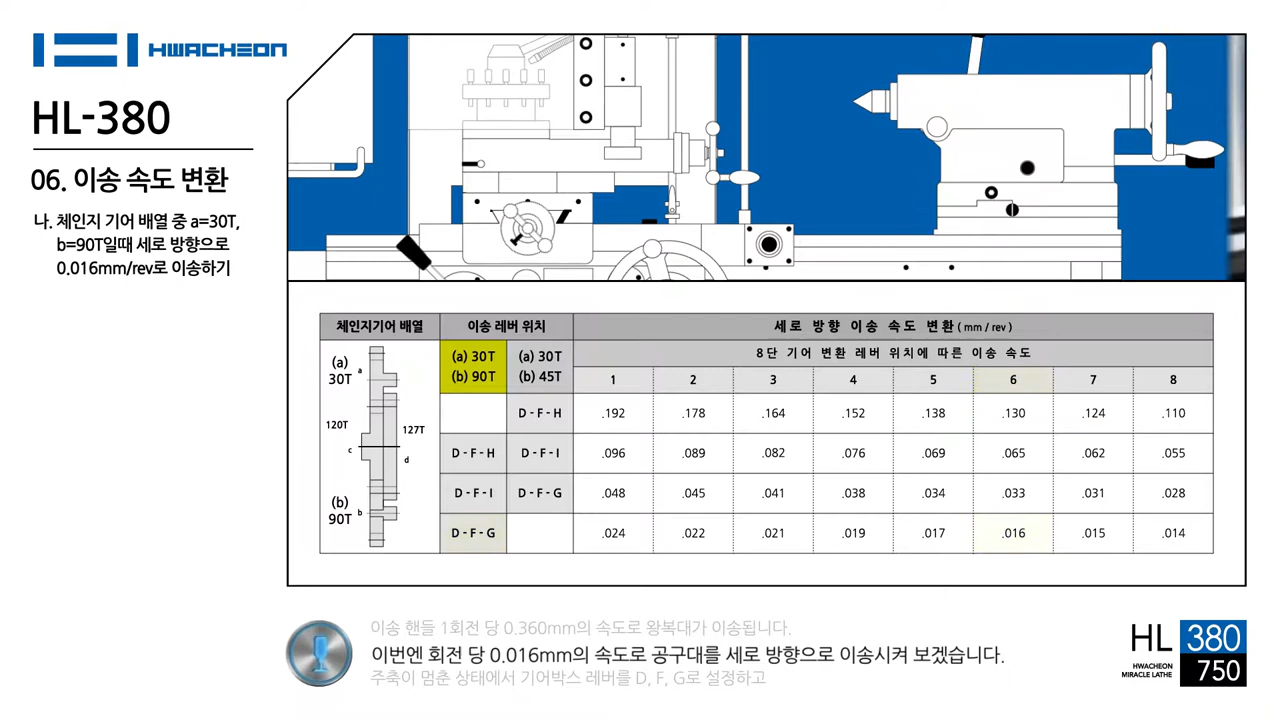 HWACHEON
HL-380
06. 이송 속도 변환
나. 체인지 기어 배열 중 a=30T,
b=90T일때 세로 방향으로
0.016mm/rev로 이송하기
체인지기어 배열 이송 레버 위치 세로 방향 이송 속도 변환 ( mm / rev )
(a) 30T (a) 30T 8단 기어 변환 레버 위치에 따른 이송 속도
(b) 90T (b) 45T 1 2 3 4 5 6 7 8
(a) a
30T
120T 127T
c d
(b) b
90T
D - F - H .192 .178 .164 .152 .138 .130 .124 .110
D - F - H D - F - I .096 .089 .082 .076 .069 .065 .062 .055
D - F - I D - F - G .048 .045 .041 .038 .034 .033 .031 .028
D - F - G .024 .022 .021 .019 .017 .016 .015 .014
이송 핸들 1회전 당 0.360mm의 속도로 왕복대가 이송됩니다.
이번엔 회전 당 0.016mm의 속도로 공구대를 세로 방향으로 이송시켜 보겠습니다.
주축이 멈춘 상태에서 기어박스 레버를 D, F, G로 설정하고
HL 380
HWACHEON
MIRACLE LATHE 750